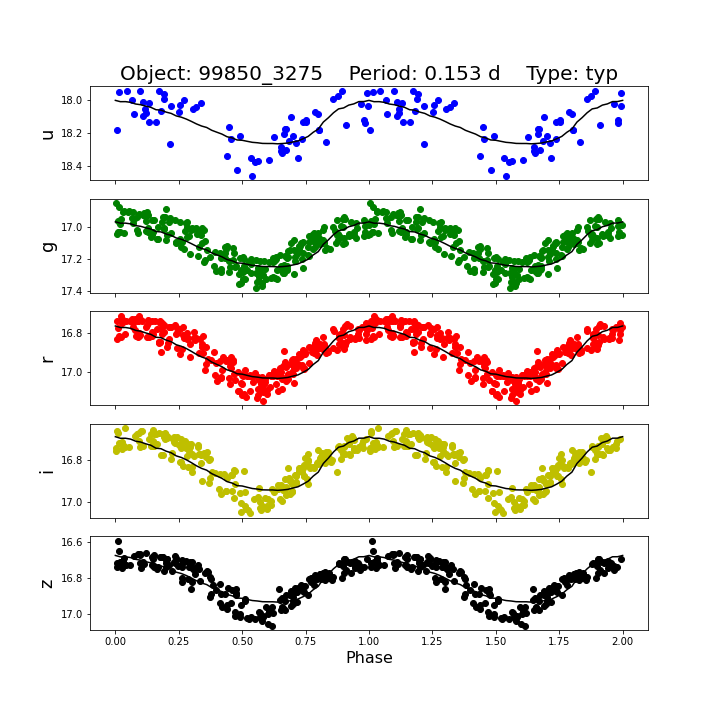 Object: 99850_3275    Period: 0.153 d    Type: typ
18.0
18.2
18.4
u
17.0
17.2
17.4
g
16.8
17.0
r
16.8
17.0
i
16.6
16.8
17.0
z
0.00 0.25 0.50 0.75 1.00 1.25 1.50 1.75 2.00
Phase